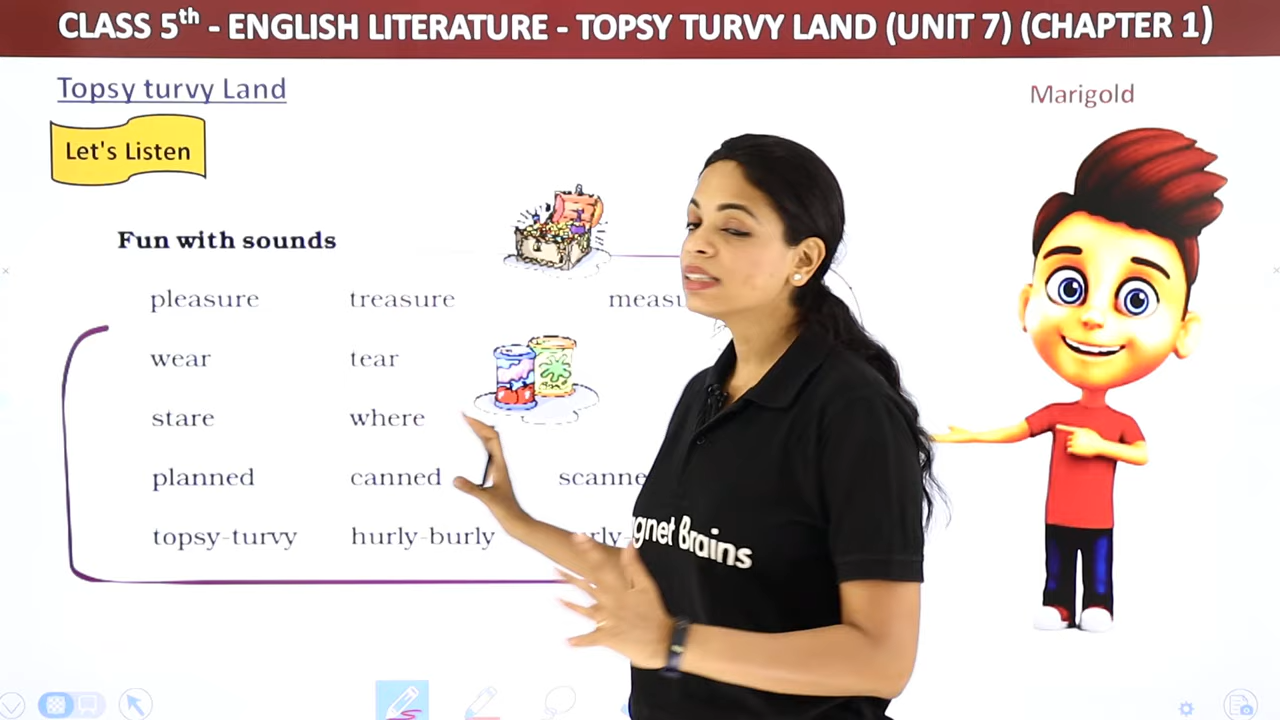 CLASS 5th - ENGLISH LITERATURE - TOPSY TURVY LAND (UNIT 7) (CHAPTER 1)
Topsy turvy Land
Marigold
Let's Listen
Fun with sounds
pleasure treasure
wear tear
stare where
planned canned
topsy-turvy hurly-burly
Brains